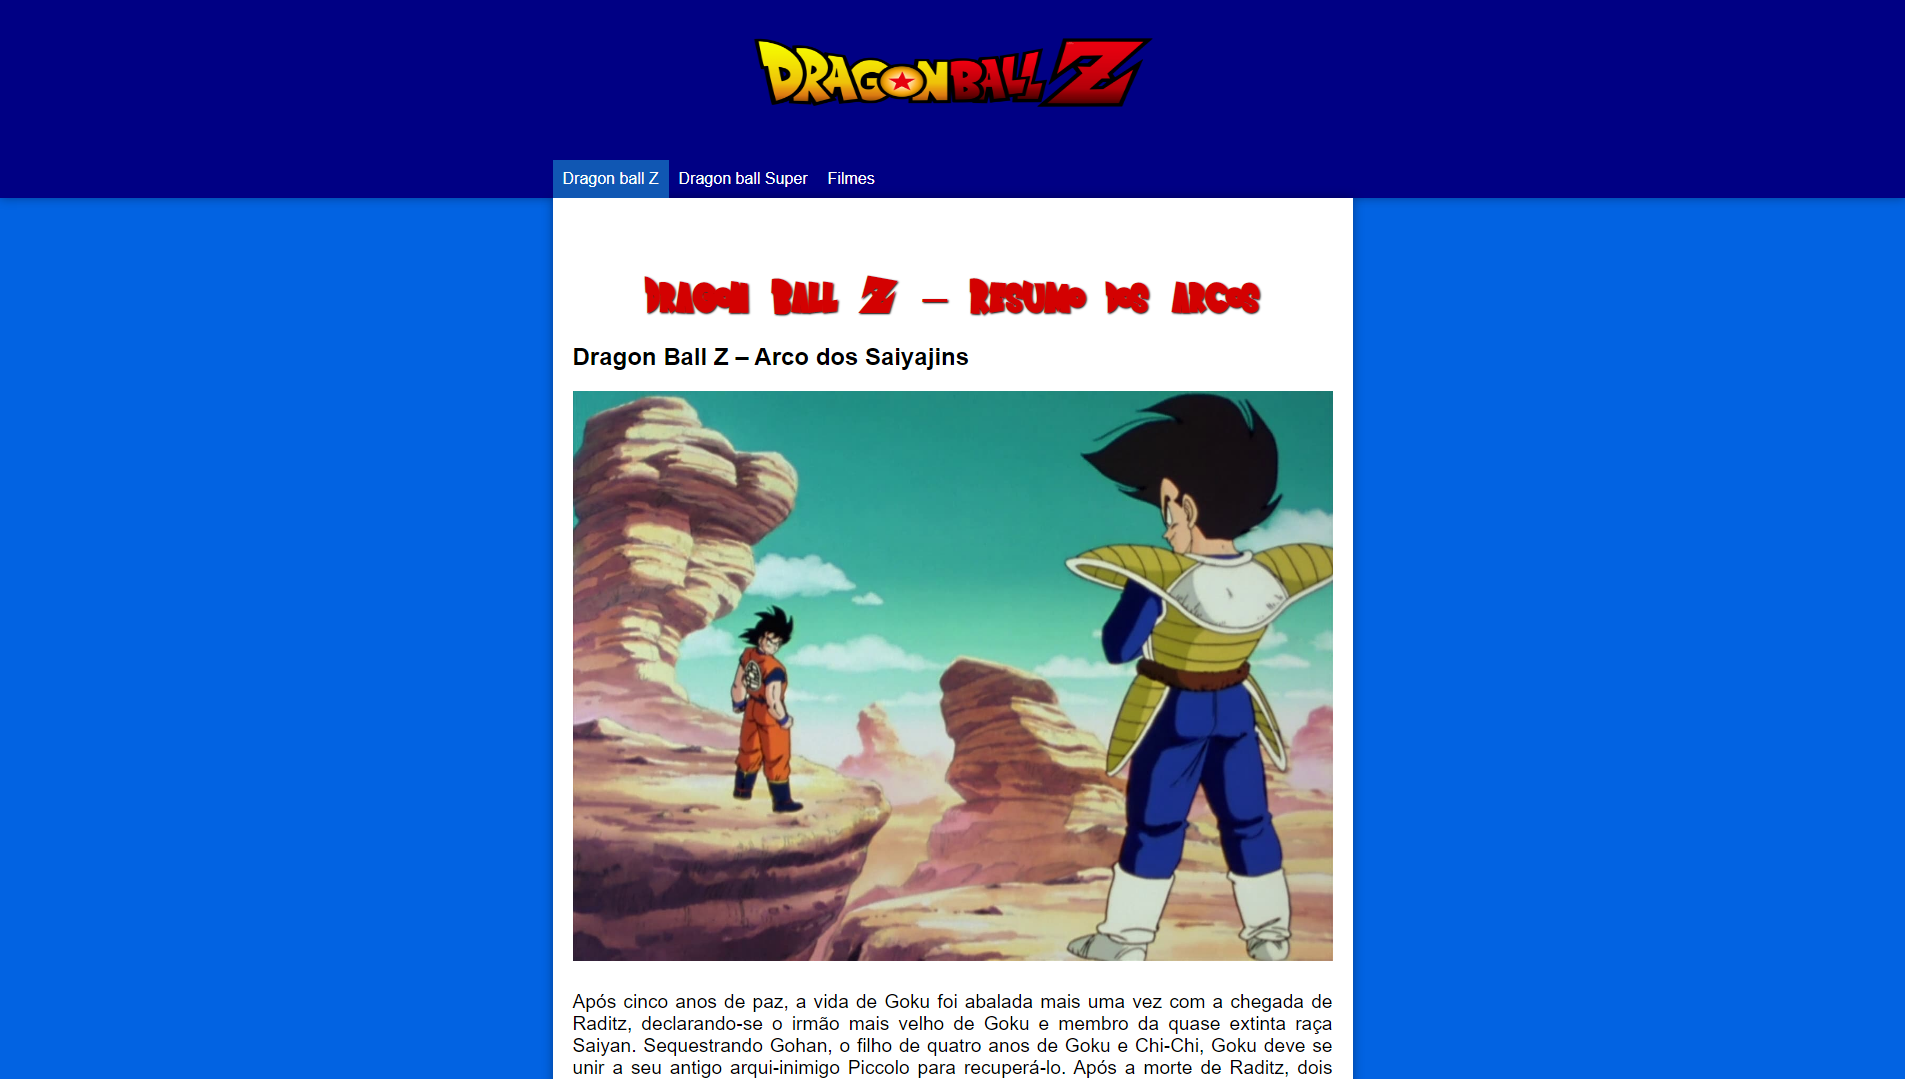 DRAGONBALL Z
Dragon ball Z Dragon ball Super Filmes
Dragon Ball Z – Resumo dos arcos
Dragon Ball Z – Arco dos Saiyajins
Após cinco anos de paz, a vida de Goku foi abalada mais uma vez com a chegada de
Raditz, declarando-se o irmão mais velho de Goku e membro da quase extinta raça
Saiyan. Sequestrando Gohan, o filho de quatro anos de Goku e Chi-Chi, Goku deve se
unir a seu antigo arqui-inimigo Piccolo para recuperá-lo. Após a morte de Raditz, dois